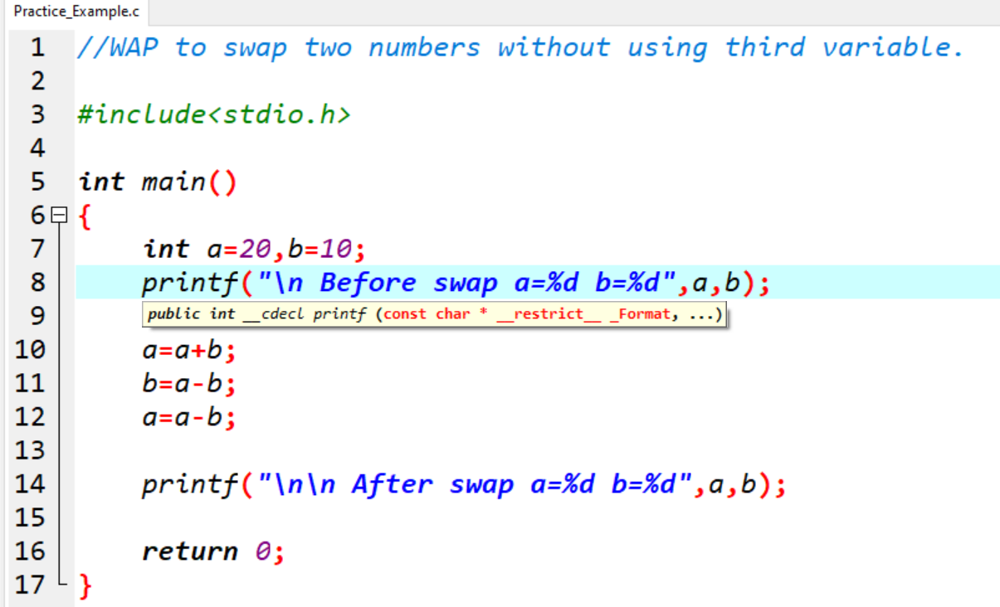 Practice_Example.c
1 //WAP to swap two numbers without using third variable.
2
3 #include<stdio.h>
4
5 int main()
6 {
7 int a=20,b=10;
8 printf("\n Before swap a=%d b=%d",a,b);
9 public int __cdecl printf (const char * __restrict__ _Format, ...)
10 a=a+b;
11 b=a-b;
12 a=a-b;
13
14 printf("\n\n After swap a=%d b=%d",a,b);
15
16 return 0;
17 }